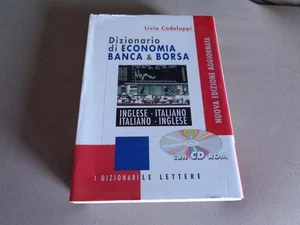 Livio Codeluppi
Dizionario
di ECONOMIA
BANCA & BORSA
INGLESE · ITALIANO
ITALIANO · INGLESE
con CD ROM
NUOVA EDIZIONE AGGIORNATA
I DIZIONARI LE LETTERE